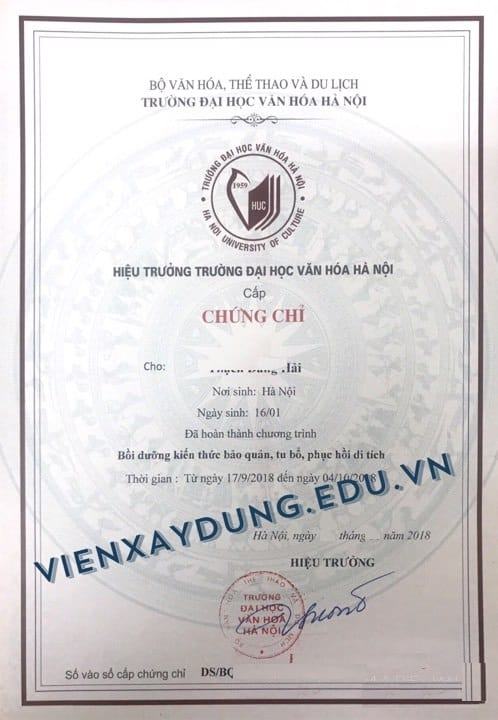 BỘ VĂN HÓA, THỂ THAO VÀ DU LỊCH
TRƯỜNG ĐẠI HỌC VĂN HÓA HÀ NỘI
TRƯỜNG ĐẠI HỌC VĂN HÓA HÀ NỘI
1959
HUC
HA NOI UNIVERSITY OF CULTURE
HIỆU TRƯỞNG TRƯỜNG ĐẠI HỌC VĂN HÓA HÀ NỘI
Cấp
CHỨNG CHỈ
Cho: Hải
Nơi sinh: Hà Nội
Ngày sinh: 16/01
Đã hoàn thành chương trình
Bồi dưỡng kiến thức bảo quản, tu bổ, phục hồi di tích
Thời gian : Từ ngày 17/9/2018 đến ngày 04/10/2018
VIENXAYDUNG.EDU.VN
Hà Nội, ngày tháng năm 2018
HIỆU TRƯỞNG
TRƯỜNG
ĐẠI HỌC
VĂN HOÁ
HÀ NỘI
Số vào sổ cấp chứng chỉ DS/BQ